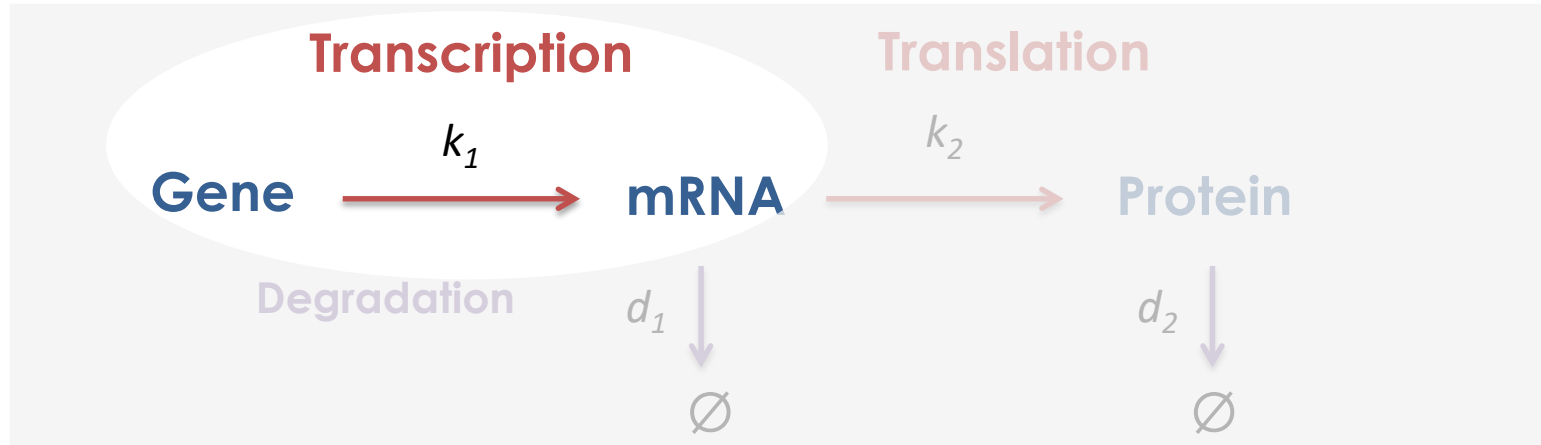 Transcription Translation
k1 k2
Gene mRNA Protein
Degradation d1 d2
∅ ∅